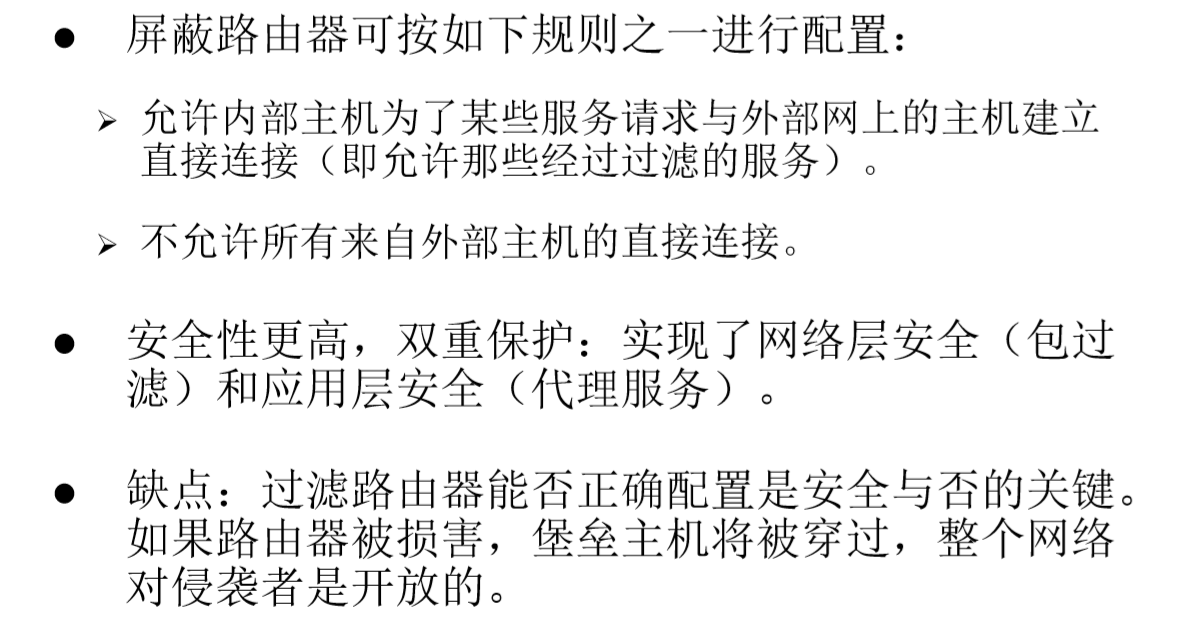 ● 屏蔽路由器可按如下规则之一进行配置：
➢ 允许内部主机为了某些服务请求与外部网上的主机建立
直接连接（即允许那些经过过滤的服务）。
➢ 不允许所有来自外部主机的直接连接。
● 安全性更高，双重保护：实现了网络层安全（包过
滤）和应用层安全（代理服务）。
● 缺点：过滤路由器能否正确配置是安全与否的关键。
如果路由器被损害，堡垒主机将被穿过，整个网络
对侵袭者是开放的。